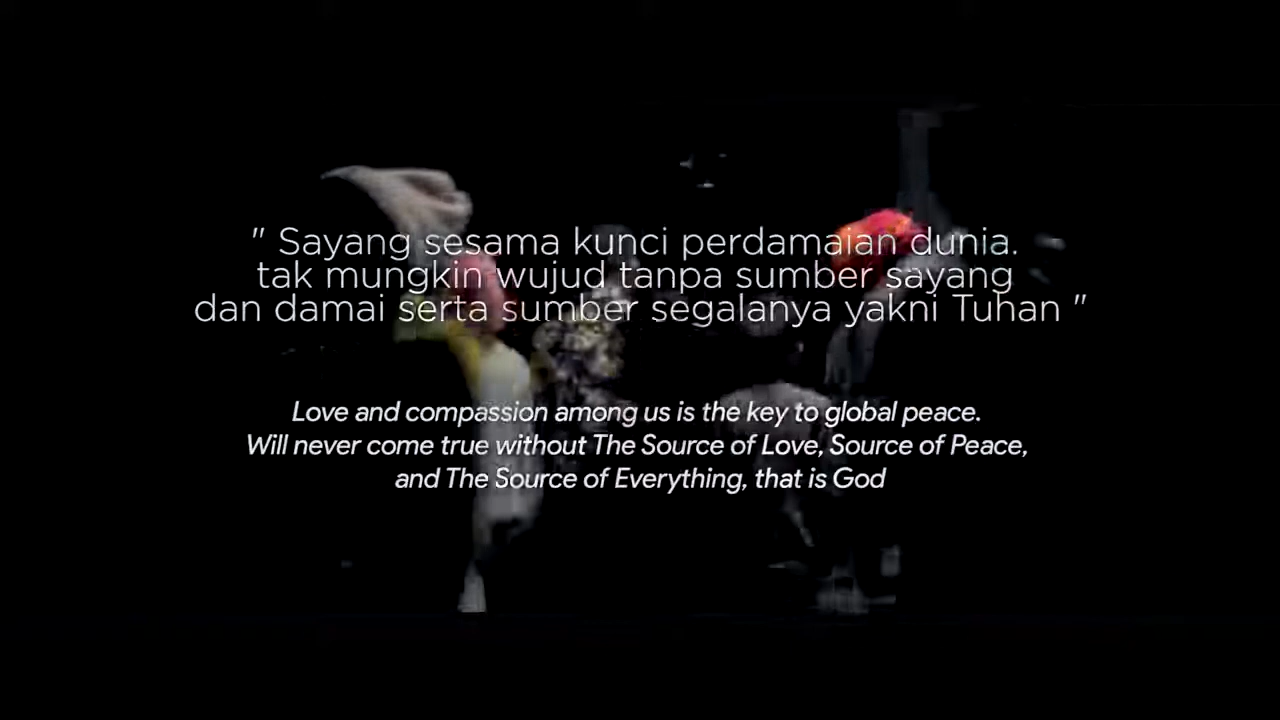 " Sayang sesama kunci perdamaian dunia.
tak mungkin wujud tanpa sumber sayang
dan damai serta sumber segalanya yakni Tuhan "
Love and compassion among us is the key to global peace.
Will never come true without The Source of Love, Source of Peace,
and The Source of Everything, that is God